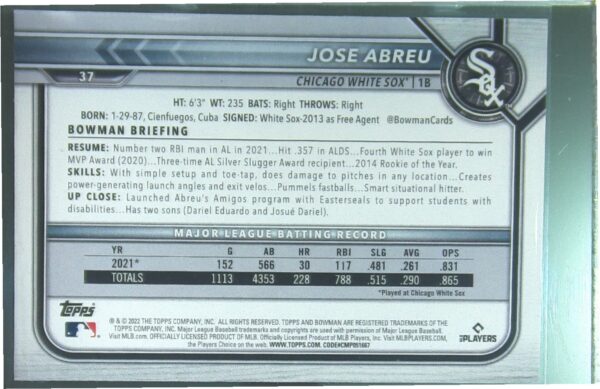 JOSE ABREU
37
CHICAGO WHITE SOX® | 1B
Sox
HT: 6'3" WT: 235 BATS: Right THROWS: Right
BORN: 1-29-87, Cienfuegos, Cuba SIGNED: White Sox-2013 as Free Agent @BowmanCards
BOWMAN BRIEFING
RESUME: Number two RBI man in AL in 2021...Hit .357 in ALDS...Fourth White Sox player to win
MVP Award (2020)...Three-time AL Silver Slugger Award recipient...2014 Rookie of the Year.
SKILLS: With simple setup and toe-tap, does damage to pitches in any location...Creates
power-generating launch angles and exit velos...Pummels fastballs...Smart situational hitter.
UP CLOSE: Launched Abreu's Amigos program with Easterseals to support students with
disabilities...Has two sons (Dariel Eduardo and Josué Dariel).
MAJOR LEAGUE BATTING RECORD
YR G AB HR RBI SLG AVG OPS
2021* 152 566 30 117 .481 .261 .831
TOTALS 1113 4353 228 788 .515 .290 .865
*Played at Chicago White Sox
Topps
® & © 2022 THE TOPPS COMPANY, INC. ALL RIGHTS RESERVED. TOPPS AND BOWMAN ARE REGISTERED TRADEMARKS OF THE
TOPPS COMPANY, INC. Major League Baseball trademarks and copyrights are used with permission of Major League Baseball.
Visit MLB.com. OFFICIALLY LICENSED PRODUCT OF MLB. Officially Licensed Product of MLB Players, Inc. Visit MLBPLAYERS.COM,
the Players Choice on the web. WWW.TOPPS.COM. CODE#CMP051687
MLB PLAYERS